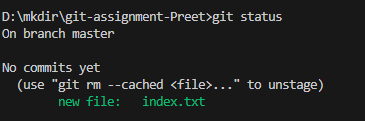 D:\mkdir\git-assignment-Preet>git status
On branch master
No commits yet
  (use "git rm --cached <file>..." to unstage)
        new file:   index.txt